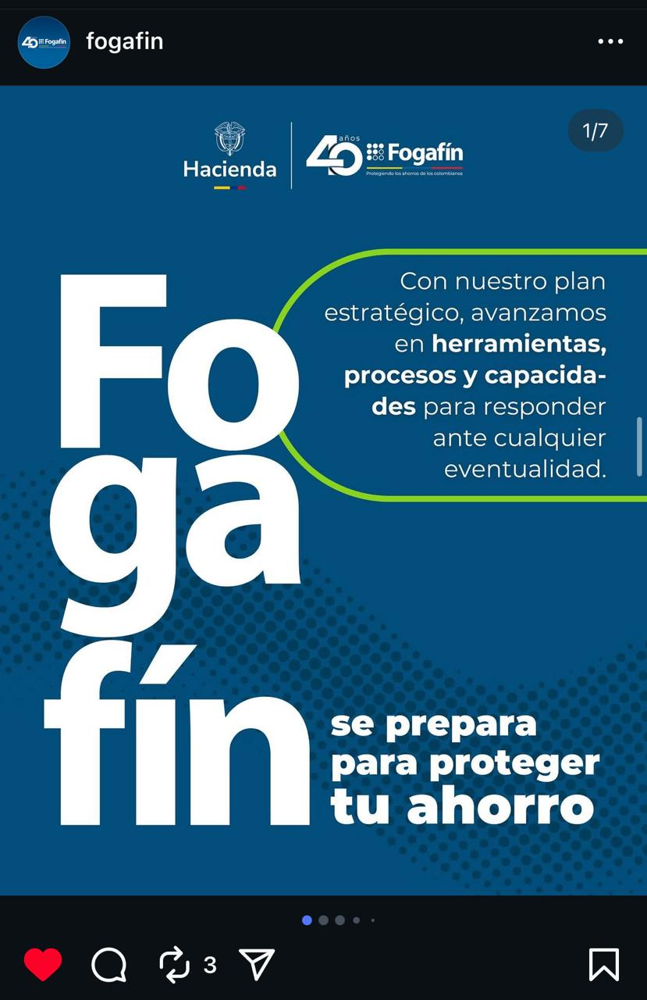 40 Fogafín
fogafin
1/7
Hacienda
40 años
Fogafín
Protegiendo los ahorros de los colombianos
Con nuestro plan
estratégico, avanzamos
en herramientas,
procesos y capacida-
des para responder
ante cualquier
eventualidad.
Fo
ga
fín
se prepara
para proteger
tu ahorro
3